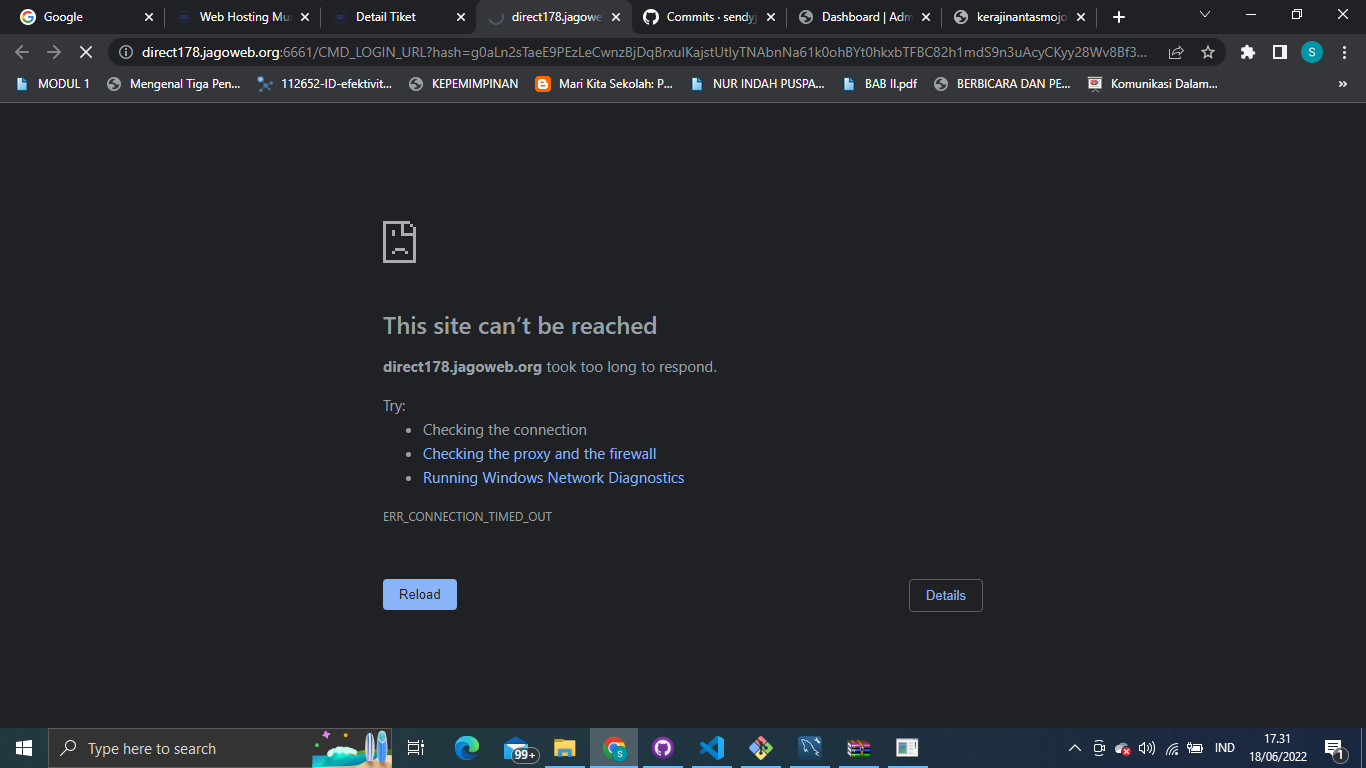 Google
Web Hosting Mu
Detail Tiket
direct178.jagowe
Commits · sendyj
Dashboard | Adm
kerajinantasmojo
direct178.jagoweb.org:6661/CMD_LOGIN_URL?hash=g0aLn2sTaeE9PEzLeCwnzBjDqBrxuIKajstUtlyTNAbnNa61k0ohBYt0hkxbTFBC82h1mdS9n3uAcyCKyy28Wv8Bf3...
S
MODUL 1
Mengenal Tiga Pen...
112652-ID-efektivit...
KEPEMIMPINAN
Mari Kita Sekolah: P...
NUR INDAH PUSPA...
BAB II.pdf
BERBICARA DAN PE...
Komunikasi Dalam...
»
This site can’t be reached
direct178.jagoweb.org took too long to respond.
Try:
• Checking the connection
• Checking the proxy and the firewall
• Running Windows Network Diagnostics
ERR_CONNECTION_TIMED_OUT
Reload
Details
Type here to search
99+
S
IND
17.31
18/06/2022
1